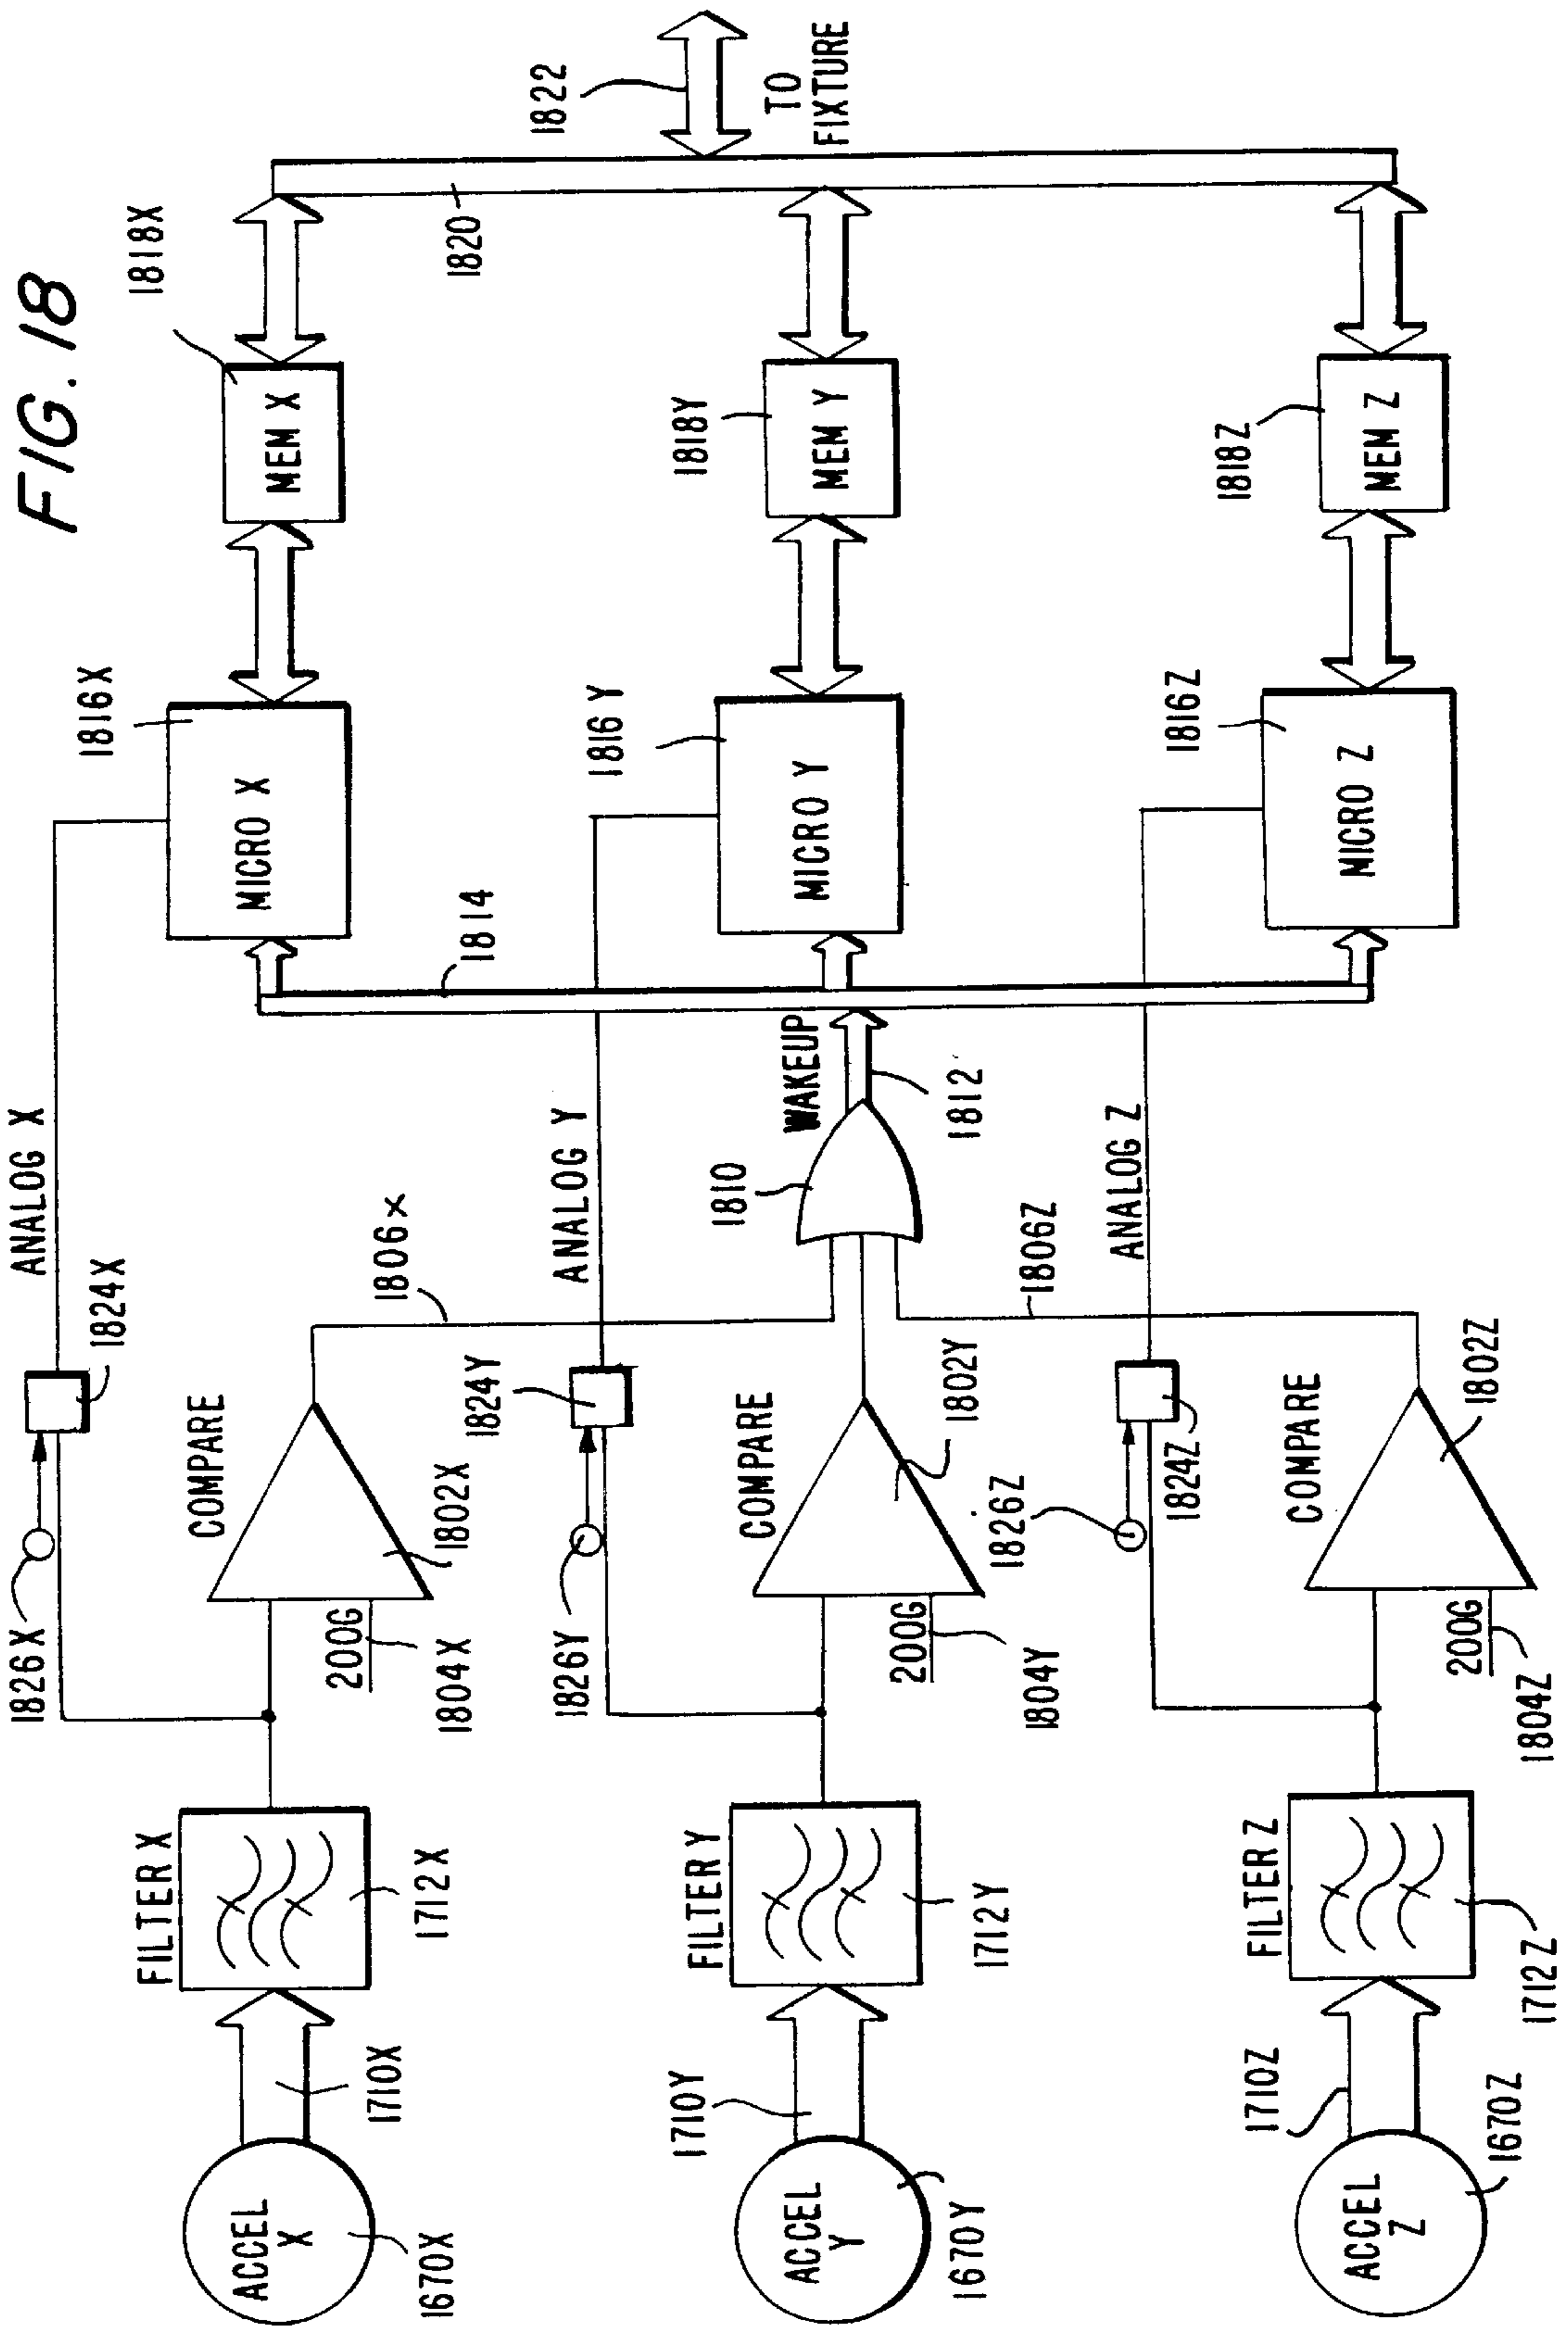 FIG. 18
1826X
1824X
ANALOG X
1816X
1818X
ACCEL
X
1670X
1710X
FILTER X
1712X
200G
1804X
COMPARE
1802X
1806x
1814
MICRO X
MEM X
1820
1822
TO
FIXTURE
1826Y
1824Y
ANALOG Y
1816Y
1818Y
ACCEL
Y
1670Y
1710Y
FILTER Y
1712Y
200G
1804Y
COMPARE
1802Y
1810
WAKEUP
1812
MICRO Y
MEM Y
1826Z
1824Z
1806Z
ANALOG Z
1816Z
1818Z
ACCEL
Z
1670Z
1710Z
FILTER Z
1712Z
200G
1804Z
COMPARE
1802Z
MICRO Z
MEM Z